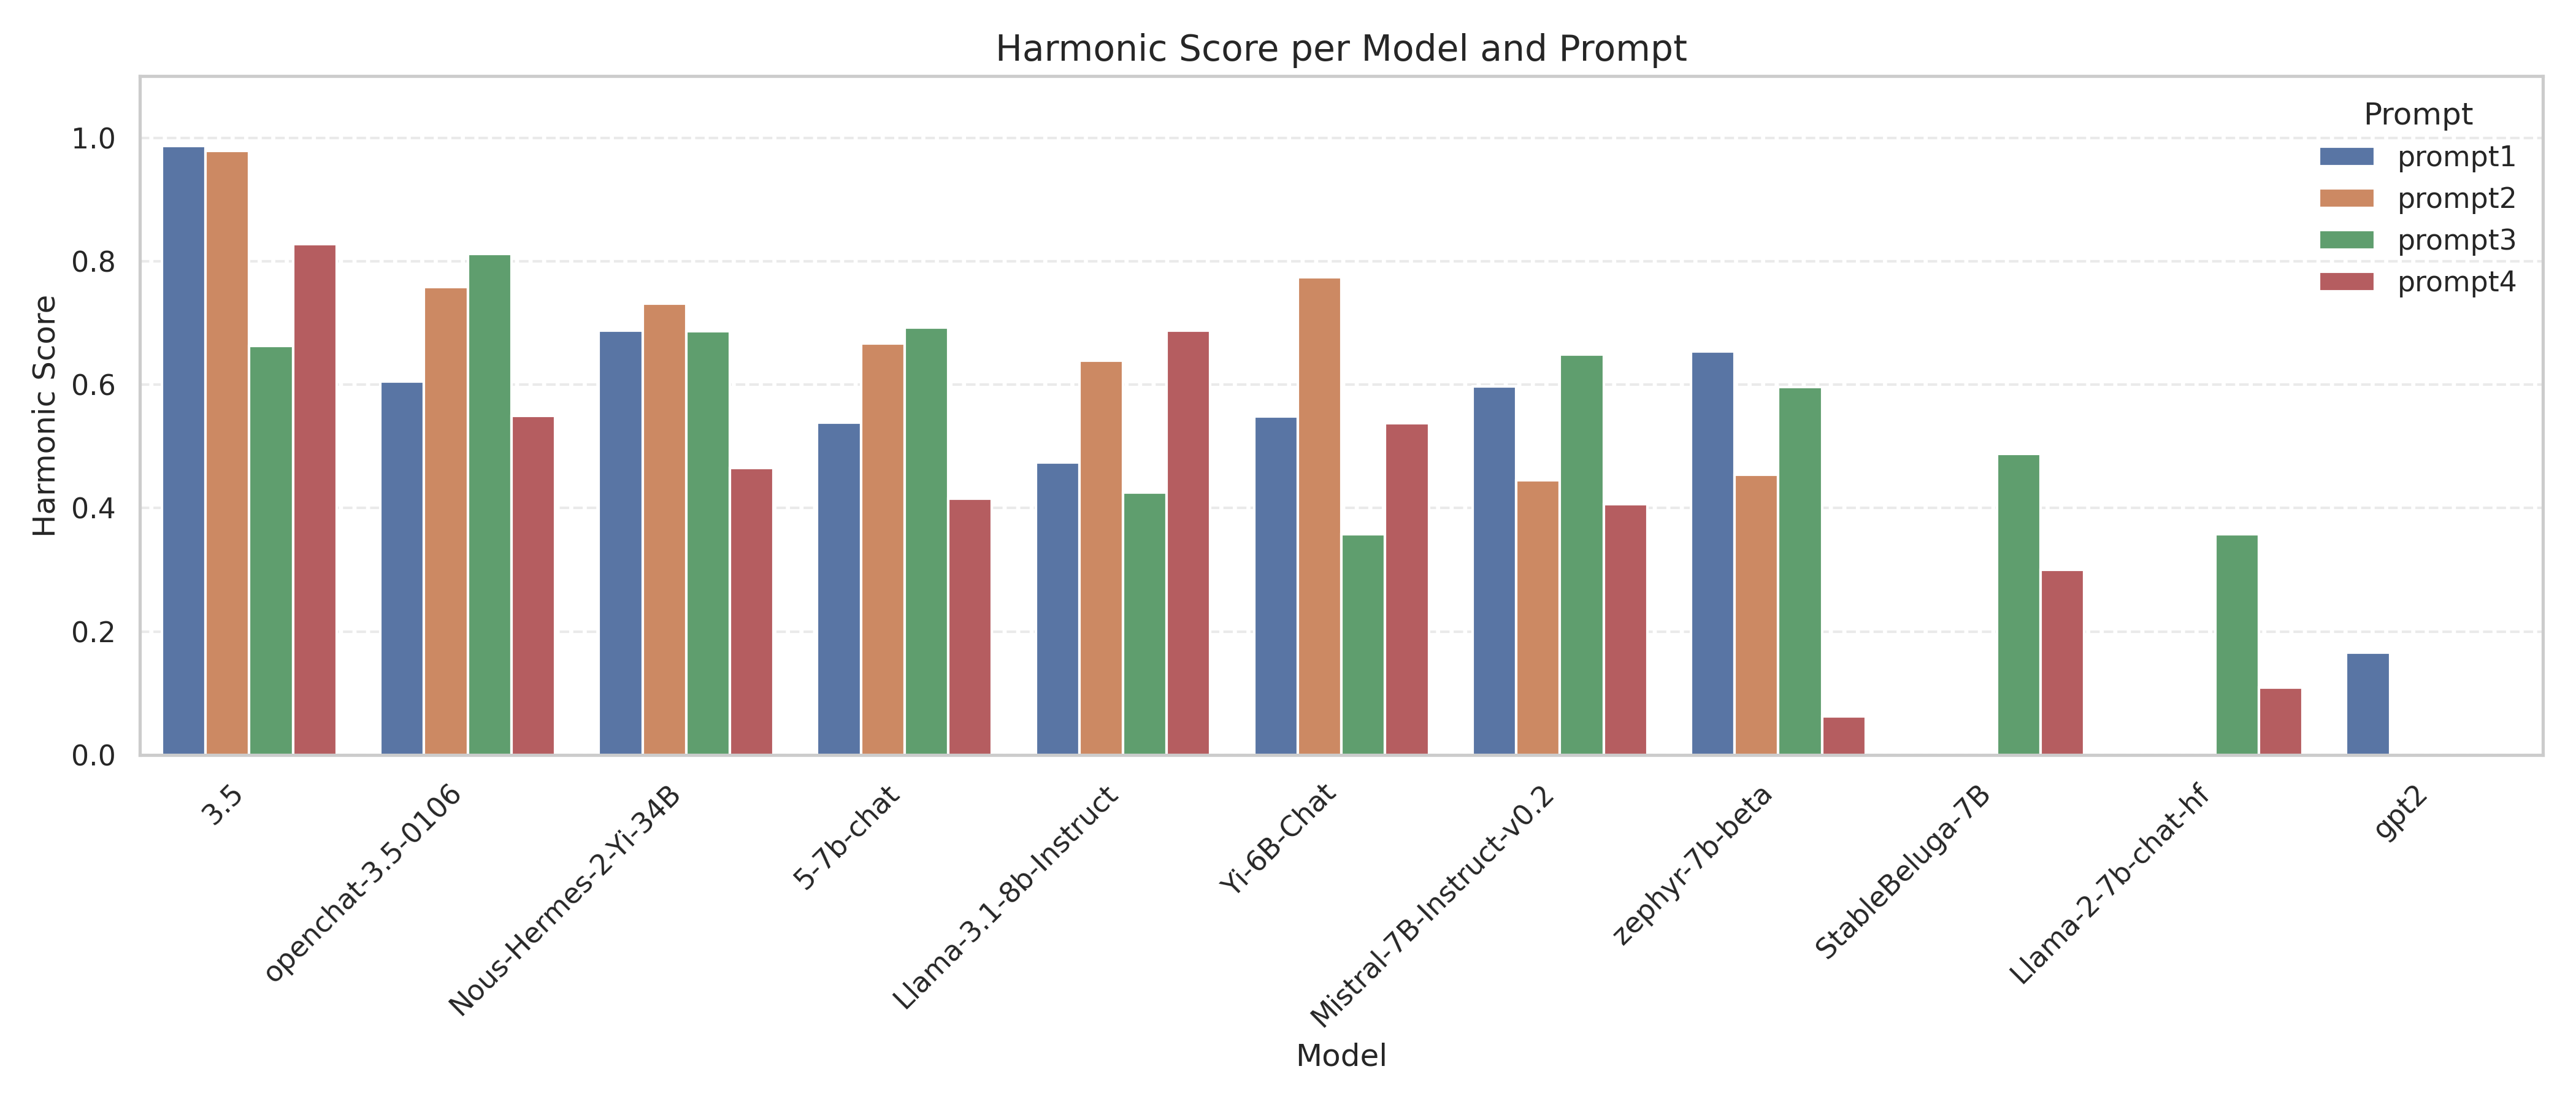 Harmonic Score per Model and Prompt
Harmonic Score
1.0
0.8
0.6
0.4
0.2
0.0
Prompt
prompt1
prompt2
prompt3
prompt4
3.5
openchat-3.5-0106
Nous-Hermes-2-Yi-34B
5-7b-chat
Llama-3.1-8b-Instruct
Yi-6B-Chat
Mistral-7B-Instruct-v0.2
zephyr-7b-beta
StableBeluga-7B
Llama-2-7b-chat-hf
gpt2
Model